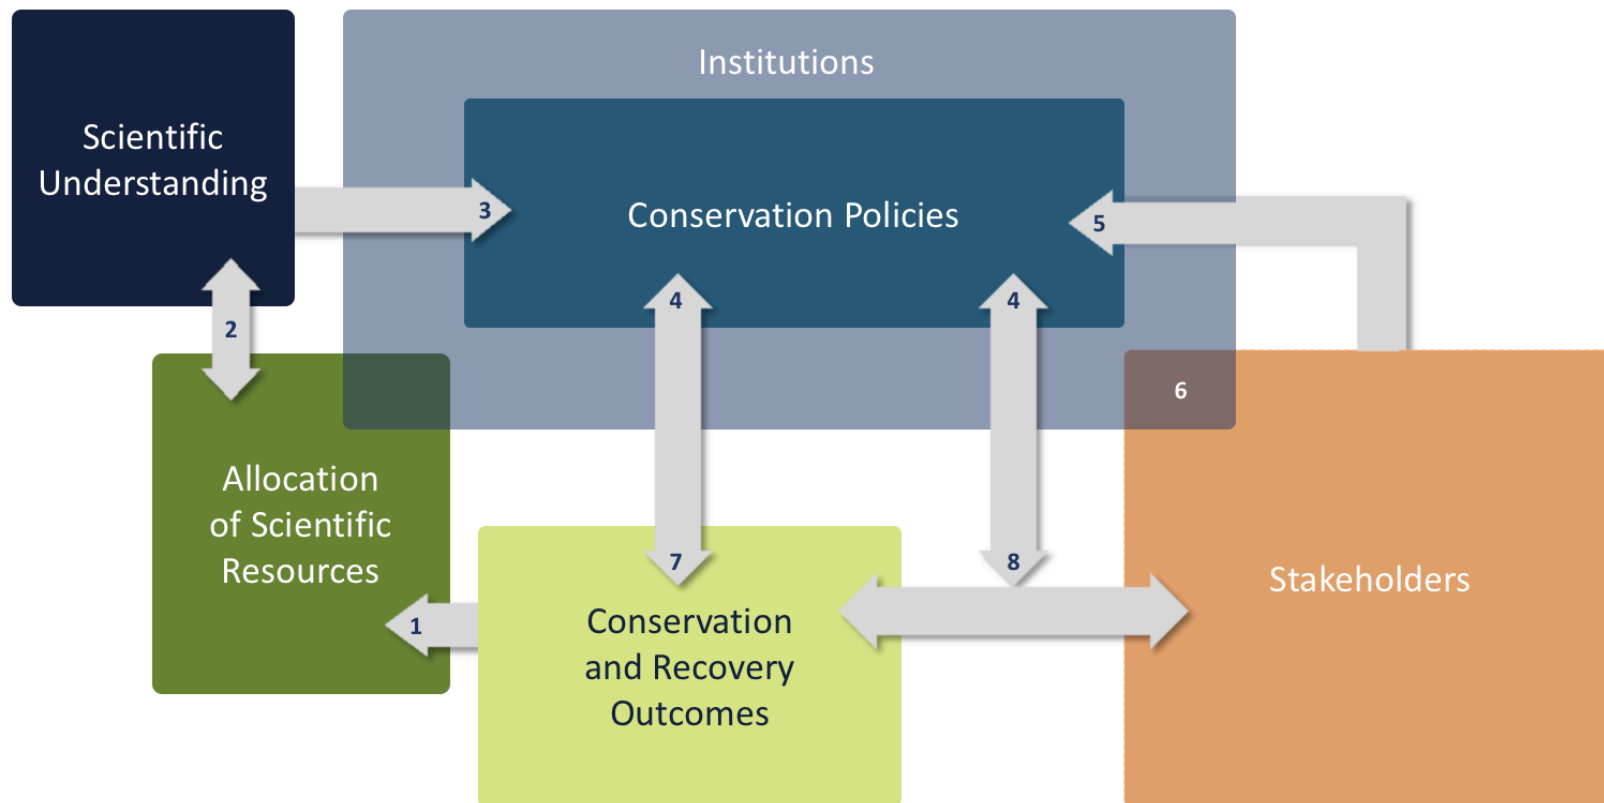 Institutions
Scientific
Understanding
Conservation Policies
3
5
4
4
2
6
Allocation
of Scientific
Resources
7
8
Stakeholders
1
Conservation
and Recovery
Outcomes